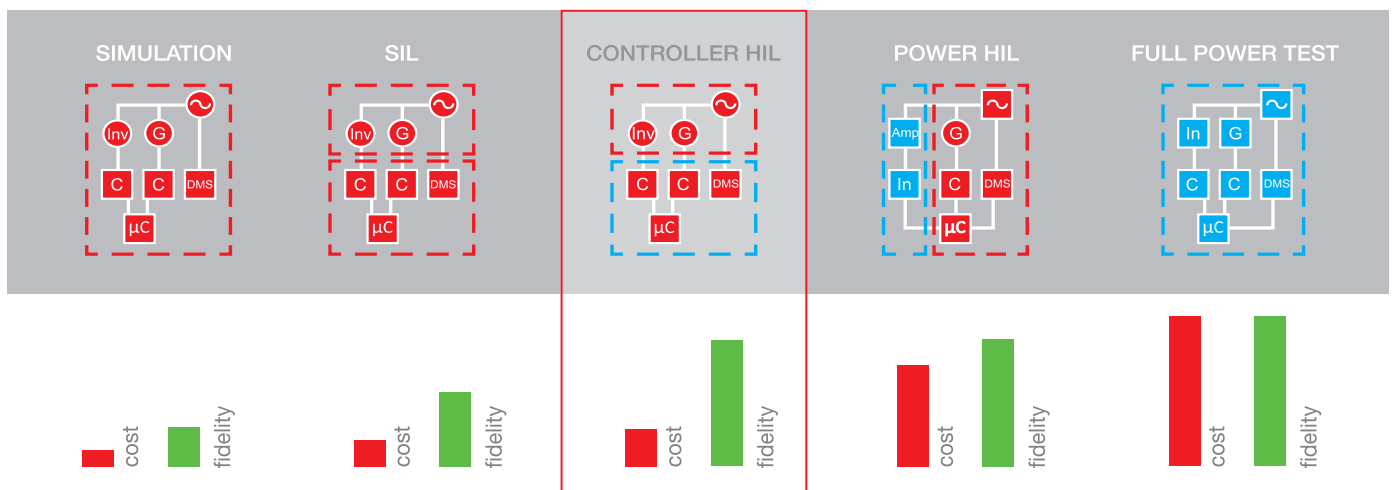 SIMULATION
Inv G
C C DMS
µC
cost
fidelity
SIL
Inv G
C C DMS
µC
cost
fidelity
CONTROLLER HIL
Inv G
C C DMS
µC
cost
fidelity
POWER HIL
Amp G
In C DMS
µC
cost
fidelity
FULL POWER TEST
In G
C C DMS
µC
cost
fidelity